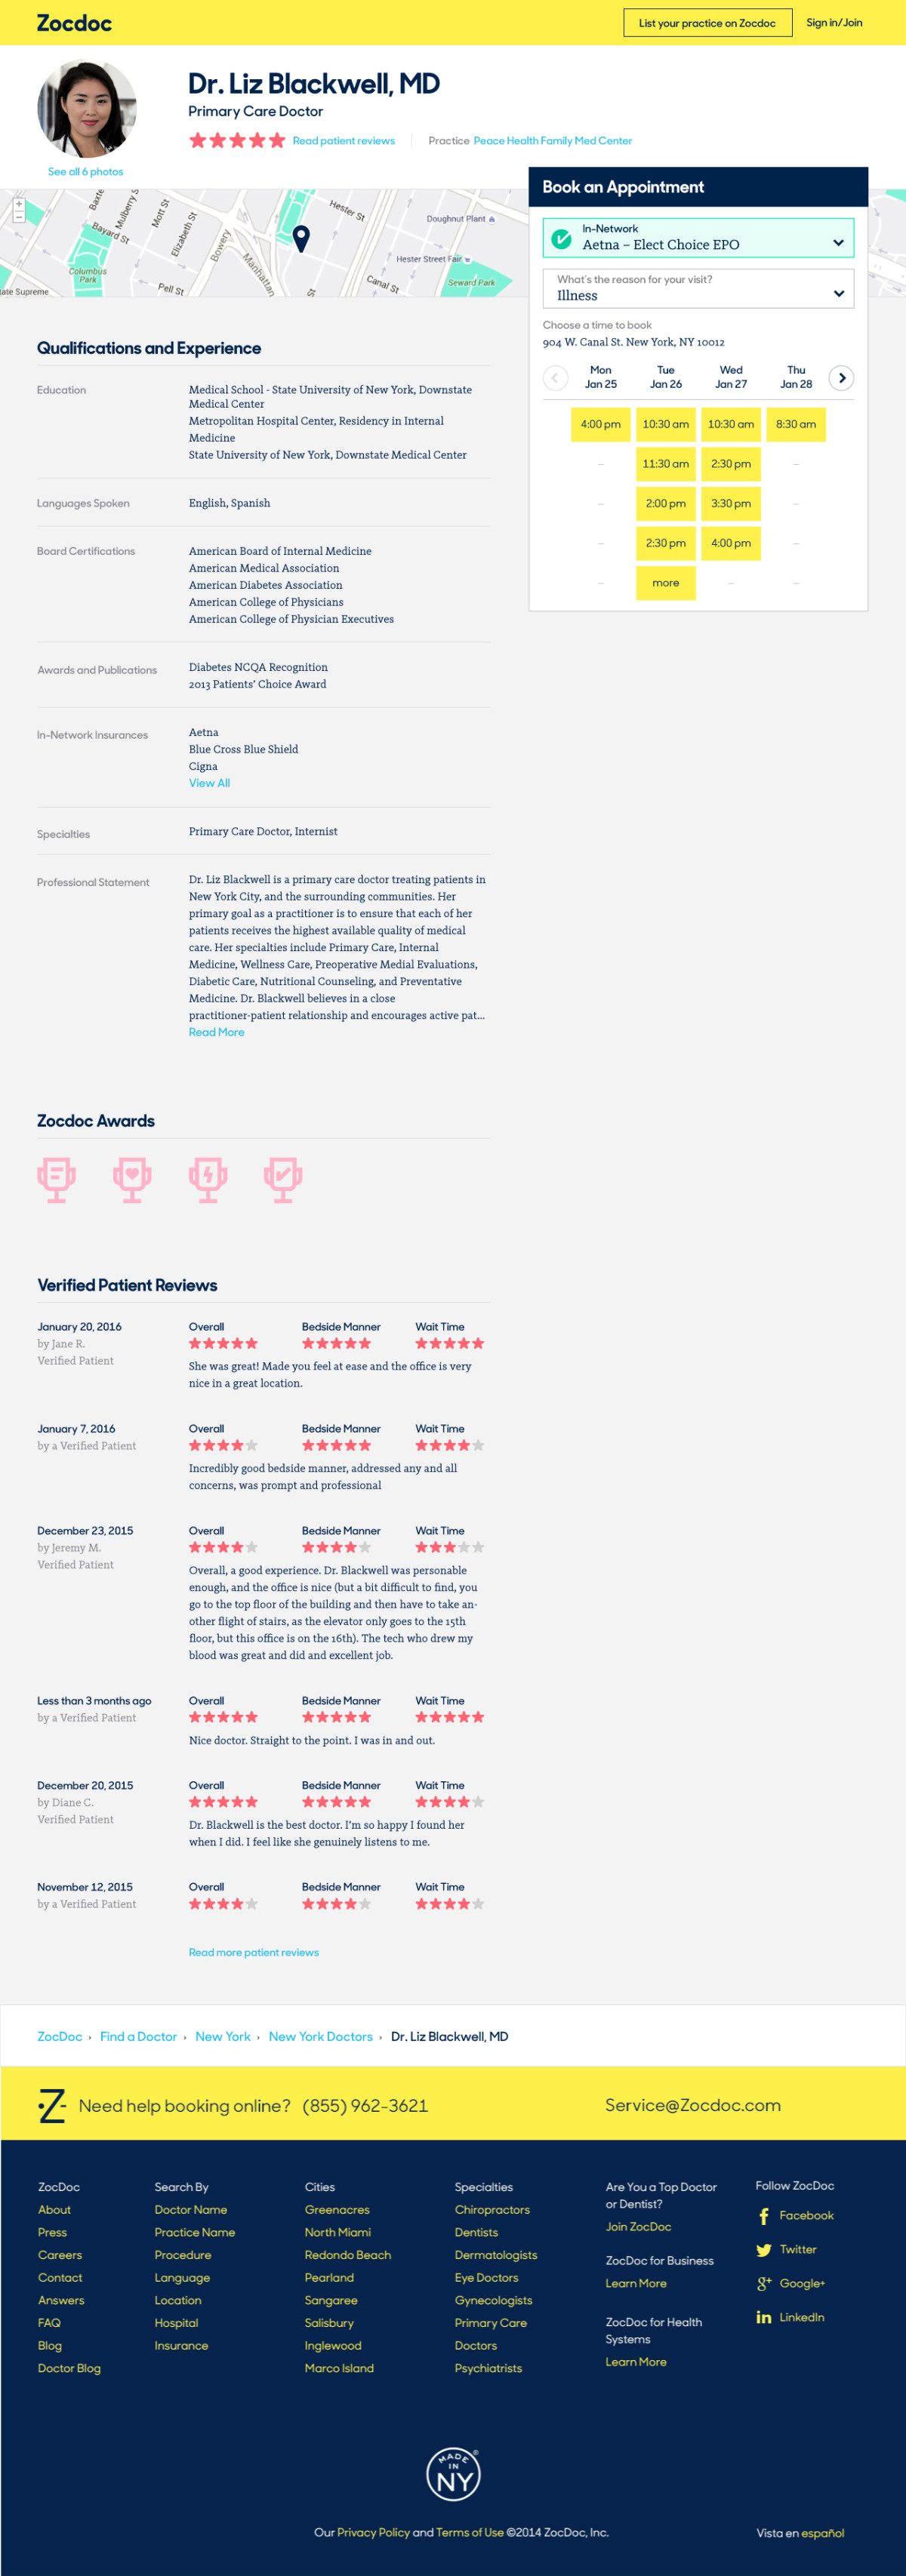 Zocdoc
List your practice on Zocdoc
Sign in/Join
Dr. Liz Blackwell, MD
Primary Care Doctor
Read patient reviews
Practice Peace Health Family Med Center
See all 6 photos
+
–
Baxte
Mulberry S
Mott St
Bayard St
Elizabeth St
Bowery
Manhattan
Hester St
Doughnut Plant
Hester Street Fair
Columbus
Park
Pell St
St
Canal St
Seward Park
ate Supreme
Book an Appointment
In-Network
Aetna – Elect Choice EPO
What's the reason for your visit?
Illness
Choose a time to book
904 W. Canal St. New York, NY 10012
Mon Tue Wed Thu
Jan 25 Jan 26 Jan 27 Jan 28
4:00 pm 10:30 am 10:30 am 8:30 am
– 11:30 am 2:30 pm –
– 2:00 pm 3:30 pm –
– 2:30 pm 4:00 pm –
– more – –
Qualifications and Experience
Education
Medical School - State University of New York, Downstate
Medical Center
Metropolitan Hospital Center, Residency in Internal
Medicine
State University of New York, Downstate Medical Center
Languages Spoken
English, Spanish
Board Certifications
American Board of Internal Medicine
American Medical Association
American Diabetes Association
American College of Physicians
American College of Physician Executives
Awards and Publications
Diabetes NCQA Recognition
2013 Patients' Choice Award
In-Network Insurances
Aetna
Blue Cross Blue Shield
Cigna
View All
Specialties
Primary Care Doctor, Internist
Professional Statement
Dr. Liz Blackwell is a primary care doctor treating patients in
New York City, and the surrounding communities. Her
primary goal as a practitioner is to ensure that each of her
patients receives the highest available quality of medical
care. Her specialties include Primary Care, Internal
Medicine, Wellness Care, Preoperative Medial Evaluations,
Diabetic Care, Nutritional Counseling, and Preventative
Medicine. Dr. Blackwell believes in a close
practitioner-patient relationship and encourages active pat...
Read More
Zocdoc Awards
Verified Patient Reviews
January 20, 2016
by Jane R.
Verified Patient
Overall Bedside Manner Wait Time
She was great! Made you feel at ease and the office is very
nice in a great location.
January 7, 2016
by a Verified Patient
Overall Bedside Manner Wait Time
Incredibly good bedside manner, addressed any and all
concerns, was prompt and professional
December 23, 2015
by Jeremy M.
Verified Patient
Overall Bedside Manner Wait Time
Overall, a good experience. Dr. Blackwell was personable
enough, and the office is nice (but a bit difficult to find, you
go to the top floor of the building and then have to take an-
other flight of stairs, as the elevator only goes to the 15th
floor, but this office is on the 16th). The tech who drew my
blood was great and did and excellent job.
Less than 3 months ago
by a Verified Patient
Overall Bedside Manner Wait Time
Nice doctor. Straight to the point. I was in and out.
December 20, 2015
by Diane C.
Verified Patient
Overall Bedside Manner Wait Time
Dr. Blackwell is the best doctor. I'm so happy I found her
when I did. I feel like she genuinely listens to me.
November 12, 2015
by a Verified Patient
Overall Bedside Manner Wait Time
Read more patient reviews
ZocDoc › Find a Doctor › New York › New York Doctors › Dr. Liz Blackwell, MD
·Z- Need help booking online? (855) 962-3621
Service@Zocdoc.com
ZocDoc
About
Press
Careers
Contact
Answers
FAQ
Blog
Doctor Blog
Search By
Doctor Name
Practice Name
Procedure
Language
Location
Hospital
Insurance
Cities
Greenacres
North Miami
Redondo Beach
Pearland
Sangaree
Salisbury
Inglewood
Marco Island
Specialties
Chiropractors
Dentists
Dermatologists
Eye Doctors
Gynecologists
Primary Care
Doctors
Psychiatrists
Are You a Top Doctor
or Dentist?
Join ZocDoc
ZocDoc for Business
Learn More
ZocDoc for Health
Systems
Learn More
Follow ZocDoc
f Facebook
Twitter
g+ Google+
in LinkedIn
MADE
IN
NY
®
Our Privacy Policy and Terms of Use ©2014 ZocDoc, Inc.
Vista en español